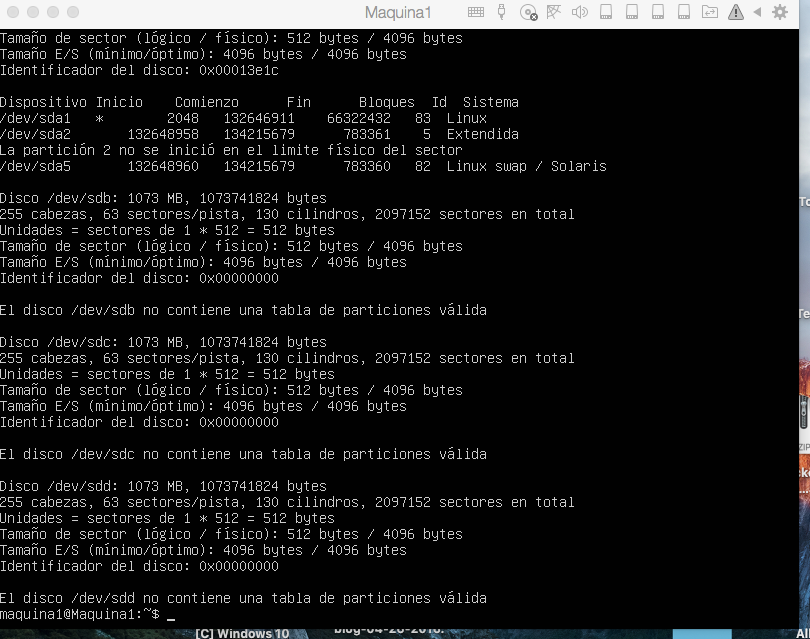 Maquina1
Tamaño de sector (lógico / físico): 512 bytes / 4096 bytes
Tamaño E/S (mínimo/óptimo): 4096 bytes / 4096 bytes
Identificador del disco: 0x00013e1c
Dispositivo Inicio    Comienzo      Fin      Bloques  Id  Sistema
/dev/sda1   *        2048   132646911    66322432   83  Linux
/dev/sda2       132648958   134215679      783361    5  Extendida
La partición 2 no se inició en el límite físico del sector
/dev/sda5       132648960   134215679      783360   82  Linux swap / Solaris
Disco /dev/sdb: 1073 MB, 1073741824 bytes
255 cabezas, 63 sectores/pista, 130 cilindros, 2097152 sectores en total
Unidades = sectores de 1 * 512 = 512 bytes
Tamaño de sector (lógico / físico): 512 bytes / 4096 bytes
Tamaño E/S (mínimo/óptimo): 4096 bytes / 4096 bytes
Identificador del disco: 0x00000000
El disco /dev/sdb no contiene una tabla de particiones válida
Disco /dev/sdc: 1073 MB, 1073741824 bytes
255 cabezas, 63 sectores/pista, 130 cilindros, 2097152 sectores en total
Unidades = sectores de 1 * 512 = 512 bytes
Tamaño de sector (lógico / físico): 512 bytes / 4096 bytes
Tamaño E/S (mínimo/óptimo): 4096 bytes / 4096 bytes
Identificador del disco: 0x00000000
El disco /dev/sdc no contiene una tabla de particiones válida
Disco /dev/sdd: 1073 MB, 1073741824 bytes
255 cabezas, 63 sectores/pista, 130 cilindros, 2097152 sectores en total
Unidades = sectores de 1 * 512 = 512 bytes
Tamaño de sector (lógico / físico): 512 bytes / 4096 bytes
Tamaño E/S (mínimo/óptimo): 4096 bytes / 4096 bytes
Identificador del disco: 0x00000000
El disco /dev/sdd no contiene una tabla de particiones válida
maquina1@Maquina1:~$ _
[C] Windows 10